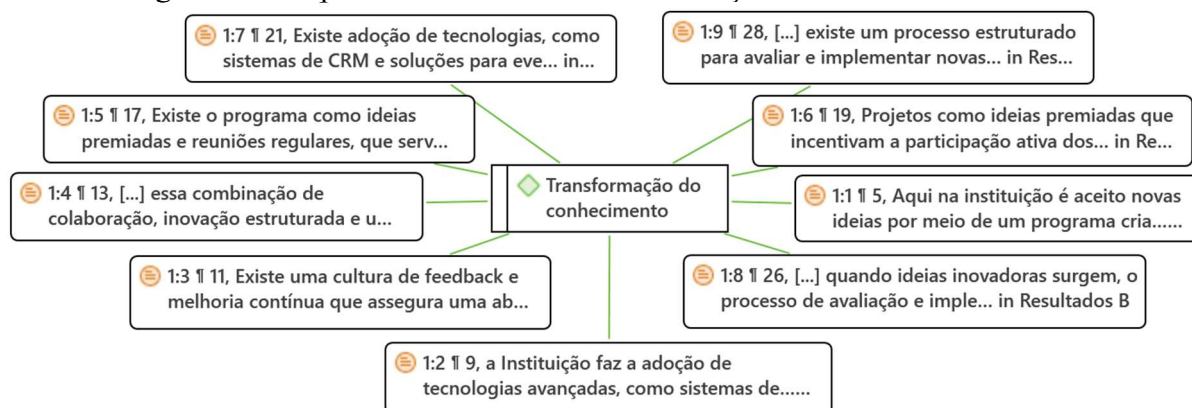 1:7 ¶ 21, Existe adoção de tecnologias, como
sistemas de CRM e soluções para eve... in...
1:9 ¶ 28, [...] existe um processo estruturado
para avaliar e implementar novas... in Res...
1:5 ¶ 17, Existe o programa como ideias
premiadas e reuniões regulares, que serv...
1:6 ¶ 19, Projetos como ideias premiadas que
incentivam a participação ativa dos... in Re...
1:4 ¶ 13, [...] essa combinação de
colaboração, inovação estruturada e u...
Transformação do
conhecimento
1:1 ¶ 5, Aqui na instituição é aceito novas
ideias por meio de um programa cria......
1:3 ¶ 11, Existe uma cultura de feedback e
melhoria contínua que assegura uma ab...
1:8 ¶ 26, [...] quando ideias inovadoras surgem, o
processo de avaliação e imple... in Resultados B
1:2 ¶ 9, a Instituição faz a adoção de
tecnologias avançadas, como sistemas de......